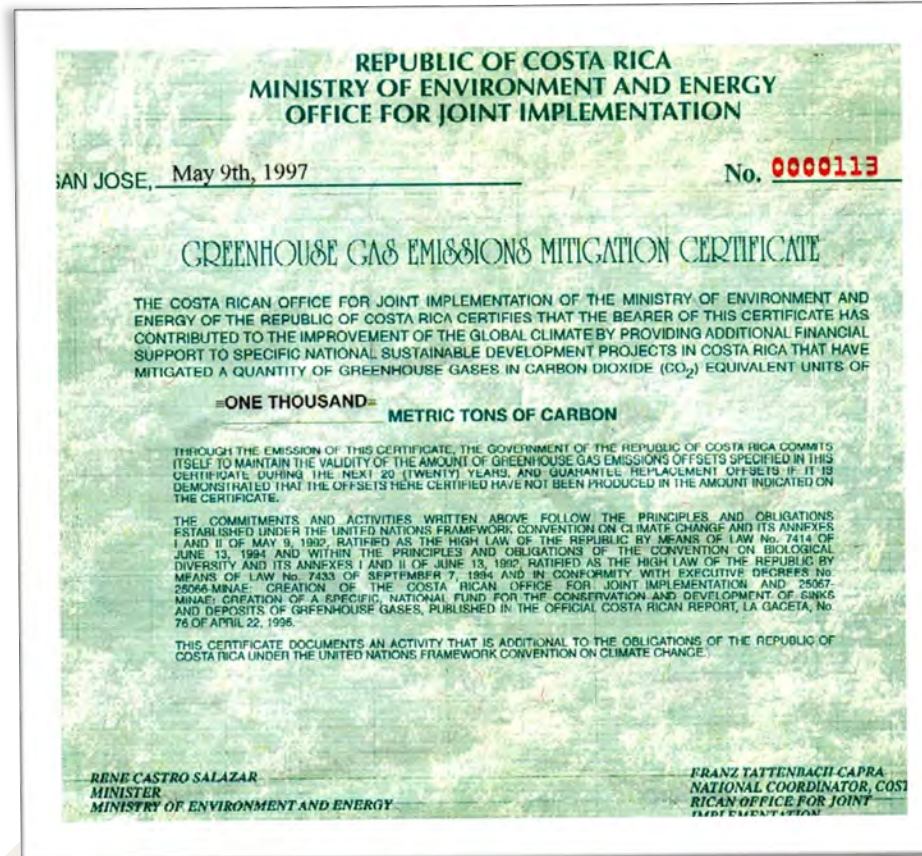 REPUBLIC OF COSTA RICA
MINISTRY OF ENVIRONMENT AND ENERGY
OFFICE FOR JOINT IMPLEMENTATION
SAN JOSE, May 9th, 1997
No. 0000113
GREENHOUSE GAS EMISSIONS MITIGATION CERTIFICATE
THE COSTA RICAN OFFICE FOR JOINT IMPLEMENTATION OF THE MINISTRY OF ENVIRONMENT AND
ENERGY OF THE REPUBLIC OF COSTA RICA CERTIFIES THAT THE BEARER OF THIS CERTIFICATE HAS
CONTRIBUTED TO THE IMPROVEMENT OF THE GLOBAL CLIMATE BY PROVIDING ADDITIONAL FINANCIAL
SUPPORT TO SPECIFIC NATIONAL SUSTAINABLE DEVELOPMENT PROJECTS IN COSTA RICA THAT HAVE
MITIGATED A QUANTITY OF GREENHOUSE GASES IN CARBON DIOXIDE (CO₂) EQUIVALENT UNITS OF
=ONE THOUSAND=
METRIC TONS OF CARBON
THROUGH THE EMISSION OF THIS CERTIFICATE, THE GOVERNMENT OF THE REPUBLIC OF COSTA RICA COMMITS
ITSELF TO MAINTAIN THE VALIDITY OF THE AMOUNT OF GREENHOUSE GAS EMISSIONS OFFSETS SPECIFIED IN THIS
CERTIFICATE DURING THE NEXT 20 (TWENTY) YEARS, AND GUARANTEE REPLACEMENT OFFSETS IF IT IS
DEMONSTRATED THAT THE OFFSETS HERE CERTIFIED HAVE NOT BEEN PRODUCED IN THE AMOUNT INDICATED ON
THE CERTIFICATE.
THE COMMITMENTS AND ACTIVITIES WRITTEN ABOVE FOLLOW THE PRINCIPLES AND OBLIGATIONS
ESTABLISHED UNDER THE UNITED NATIONS FRAMEWORK CONVENTION ON CLIMATE CHANGE AND ITS ANNEXES
I AND II OF MAY 9, 1992, RATIFIED AS THE HIGH LAW OF THE REPUBLIC BY MEANS OF LAW No. 7414 OF
JUNE 13, 1994 AND WITHIN THE PRINCIPLES AND OBLIGATIONS OF THE CONVENTION ON BIOLOGICAL
DIVERSITY AND ITS ANNEXES I AND II OF JUNE 13, 1992, RATIFIED AS THE HIGH LAW OF THE REPUBLIC BY
MEANS OF LAW No. 7433 OF SEPTEMBER 7, 1994 AND IN CONFORMITY WITH EXECUTIVE DECREES No.
25066-MINAE: CREATION OF THE COSTA RICAN OFFICE FOR JOINT IMPLEMENTATION AND 25067-
MINAE: CREATION OF A SPECIFIC, NATIONAL FUND FOR THE CONSERVATION AND DEVELOPMENT OF SINKS
AND DEPOSITS OF GREENHOUSE GASES, PUBLISHED IN THE OFFICIAL COSTA RICAN REPORT, LA GACETA, No.
76 OF APRIL 22, 1996.
THIS CERTIFICATE DOCUMENTS AN ACTIVITY THAT IS ADDITIONAL TO THE OBLIGATIONS OF THE REPUBLIC OF
COSTA RICA UNDER THE UNITED NATIONS FRAMEWORK CONVENTION ON CLIMATE CHANGE.
RENE CASTRO SALAZAR
MINISTER
MINISTRY OF ENVIRONMENT AND ENERGY
FRANZ TATTENBACH CAPRA
NATIONAL COORDINATOR, COST
RICAN OFFICE FOR JOINT
IMPLEMENTATION